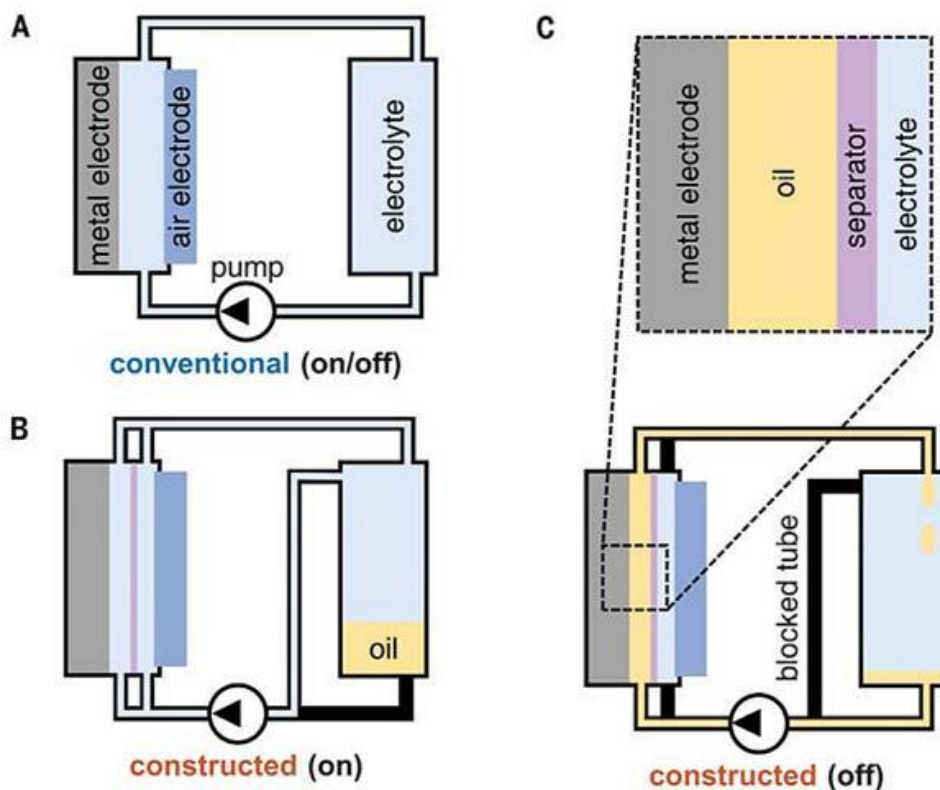 A
metal electrode
air electrode
electrolyte
pump
conventional (on/off)
B
oil
constructed (on)
C
metal electrode
oil
separator
electrolyte
blocked tube
constructed (off)